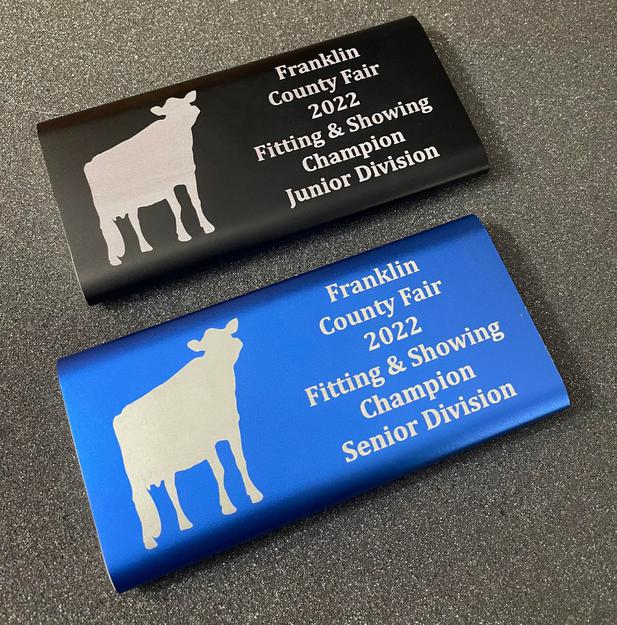 Franklin
County Fair
2022
Fitting & Showing
Champion
Junior Division
Franklin
County Fair
2022
Fitting & Showing
Champion
Senior Division